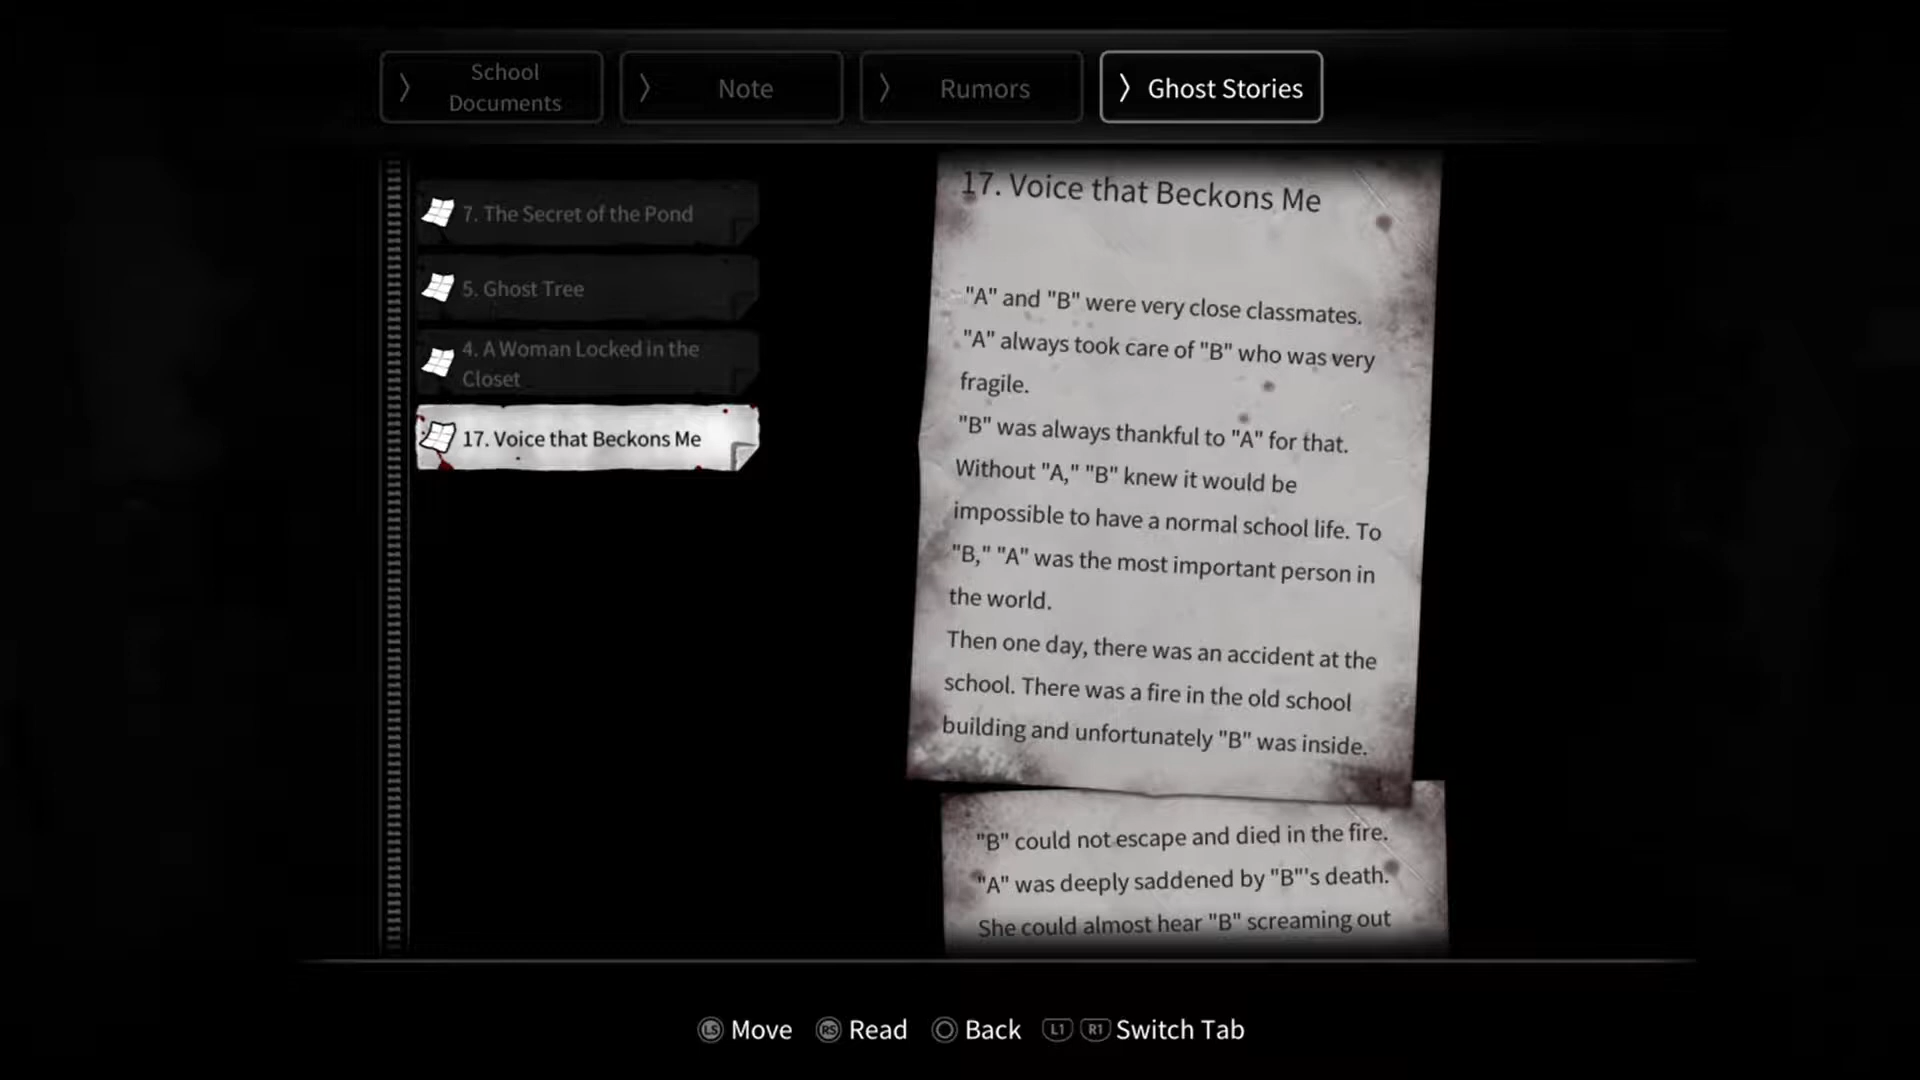 School
Documents
Note
Rumors
Ghost Stories
7. The Secret of the Pond
5. Ghost Tree
4. A Woman Locked in the
Closet
17. Voice that Beckons Me
17. Voice that Beckons Me
"A" and "B" were very close classmates.
"A" always took care of "B" who was very
fragile.
"B" was always thankful to "A" for that.
Without "A," "B" knew it would be
impossible to have a normal school life. To
"B," "A" was the most important person in
the world.
Then one day, there was an accident at the
school. There was a fire in the old school
building and unfortunately "B" was inside.
"B" could not escape and died in the fire.
"A" was deeply saddened by "B"'s death.
She could almost hear "B" screaming out
LS Move RS Read Back L1 R1 Switch Tab